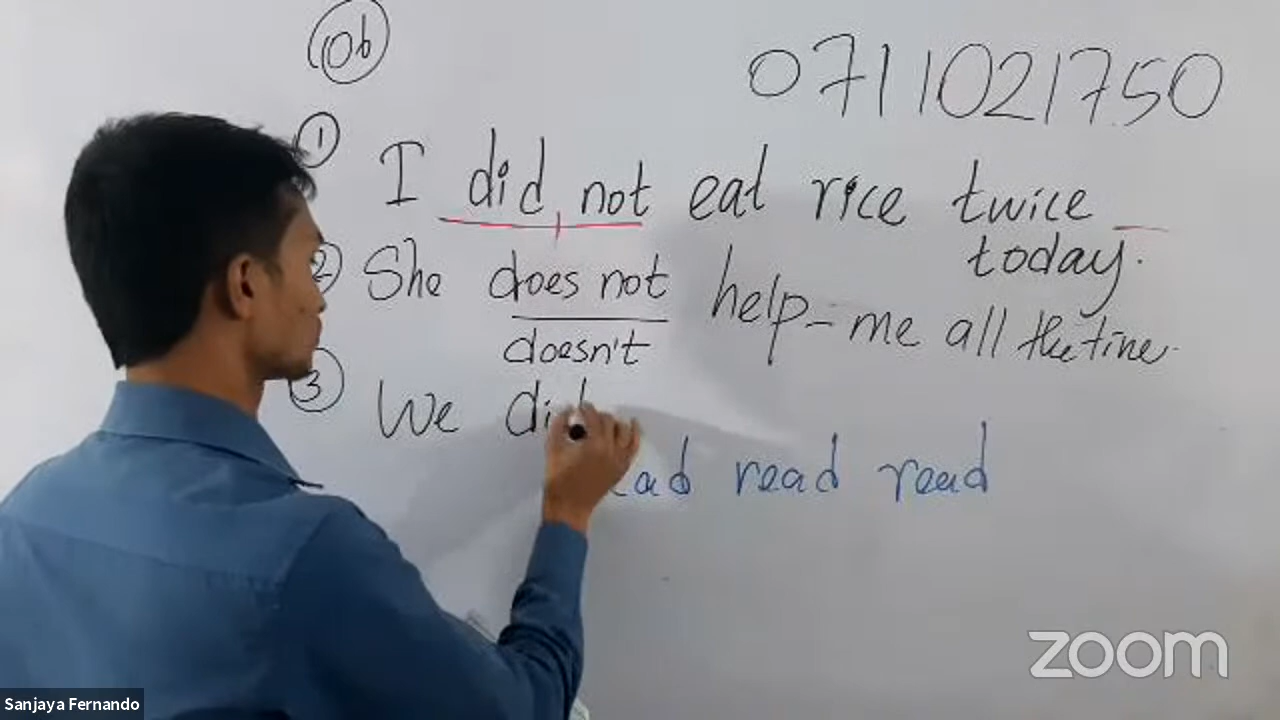 06
0711021750
1 I did not eat rice twice
today.
2 She does not help-me all the time.
doesn't
3 We did
read read
Sanjaya Fernando
zoom